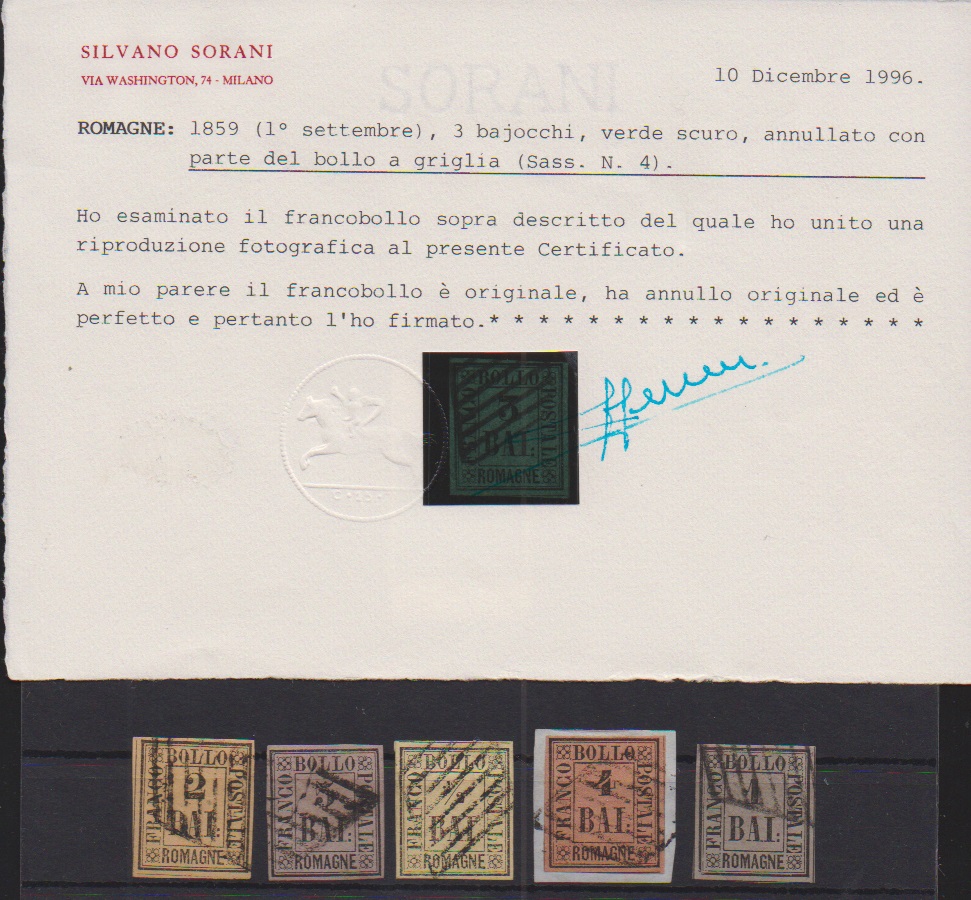 SILVANO SORANI
VIA WASHINGTON, 74 - MILANO
SORANI
10 Dicembre 1996.
ROMAGNE: 1859 (1° settembre), 3 bajocchi, verde scuro, annullato con
parte del bollo a griglia (Sass. N. 4).
Ho esaminato il francobollo sopra descritto del quale ho unito una
riproduzione fotografica al presente Certificato.
A mio parere il francobollo è originale, ha annullo originale ed è
perfetto e pertanto l'ho firmato.* * * * * * * * * * * * * * * * * *
BOLLO
FRANCO
POSTALE
3
BAI:
ROMAGNE
BOLLO
FRANCO
POSTALE
2
BAI:
ROMAGNE
BOLLO
FRANCO
POSTALE
BAI:
ROMAGNE
BOLLO
FRANCO
POSTALE
BAI:
ROMAGNE
BOLLO
FRANCO
POSTALE
4
BAI:
ROMAGNE
BOLLO
FRANCO
POSTALE
BAI:
ROMAGNE